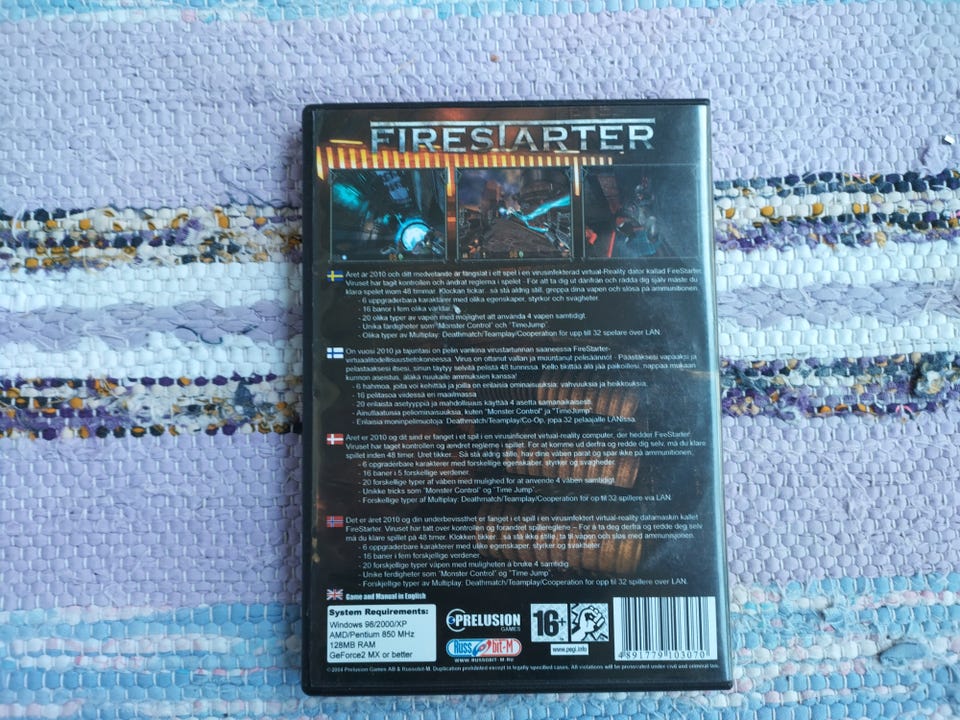 FIRESTARTER
Året är 2010 och ditt medvetande är fängslat i ett spel i en virusinfekterad virtual-Reality dator kallad FireStarter.
Viruset har tagit kontrollen och ändrat reglerna i spelet - För att ta dig ut därifrån och rädda dig själv måste du
klara spelet inom 48 timmar. Klockan tickar...så stå aldrig still, greppa dina vapen och slösa på ammunitionen.
- 6 uppgraderbara karaktärer med olika egenskaper, styrkor och svagheter.
- 16 banor i fem olika världar.
- 20 olika typer av vapen med möjlighet att använda 4 vapen samtidigt.
- Unika färdigheter som "Monster Control" och "TimeJump".
- Olika typer av Multiplay: Deathmatch/Teamplay/Cooperation för upp till 32 spelare över LAN.
On vuosi 2010 ja tajuntasi on pelin vankina virustartunnan saaneessa FireStarter-
virtuaalitodellisuustietokoneessa. Virus on ottanut vallan ja muuntanut pelisäännöt - Päästäksesi vapaaksi ja
pelastaaksesi itsesi, sinun täytyy selvitä pelistä 48 tunnissa. Kello tikittää älä jää paikoillesi, nappaa mukaan
kunnon aseistus, äläkä nuukaile ammuksien kanssa!
- 6 hahmoa, joita voi kehittää ja joilla on enlaisia ominaisuuksia: vahvuuksia ja heikkouksia.
- 16 pelitasoa viidessä eri maailmassa
- 20 enlaista asetyyppiä ja mahdollisuus käyttää 4 asetta samanaikaisesti.
- Ainutlaatuisia peliominaisuuksia, kuten "Monster Control" ja "TimeJump"
- Enlaisia moninpelimuotoja: Deathmatch/Teamplay/Co-Op, jopa 32 pelaajalle LANissa.
Året er 2010 og dit sind er fanget i et spil i en virusinficeret virtual-reality computer, der hedder FireStarter.
Viruset har taget kontrollen og ændret reglerne i spillet - For at komme ud derfra og redde dig selv, må du klare
spillet inden 48 timer. Uret tikker... Så stå aldrig stille, hav dine våben parat og spar ikke på ammunitionen.
- 6 opgraderbare karakterer med forskellige egenskaber, styrker og svagheder.
- 16 baner i 5 forskellige verdener.
- 20 forskellige typer af våben med mulighed for at anvende 4 våben samtidigt.
- Unikke tricks som "Monster Control" og "Time Jump".
- Forskellige typer af Multiplay: Deathmatch/Teamplay/Cooperation for op til 32 spillere via LAN.
Det er året 2010 og din underbevissthet er fanget i et spill i en virusinfektert virtual-reality datamaskin kallet
FireStarter. Viruset har tatt over kontrollen og forandret spillereglene - For å ta deg derfra og redde deg selv
må du klare spillet på 48 timer. Klokken tikker... så stå ikke stille, ta til våpen og sløs med ammunisjonen.
- 6 oppgraderbare karakterer med ulike egenskaper, styrker og svakheter
- 16 baner i fem forskjellige verdener.
- 20 forskjellige typer våpen med muligheten å bruke 4 samtidig
- Unike ferdigheter som "Monster Control" og "Time Jump"
- Forskjellige typer av Multiplay: Deathmatch/Teamplay/Cooperation for opp til 32 spillere over LAN.
Game and Manual in English
System Requirements:
Windows 98/2000/XP
AMD/Pentium 850 MHz
128MB RAM
GeForce2 MX or better
PRELUSION
GAMES
Russobit-M
WWW.RUSSOBIT-M.RU
16+
www.pegi.info
4 891779 103070
©2004 Prelusion Games AB & Russobit-M. Duplication prohibited except in legally specified cases. All violations will be prosecuted under civil and criminal law.